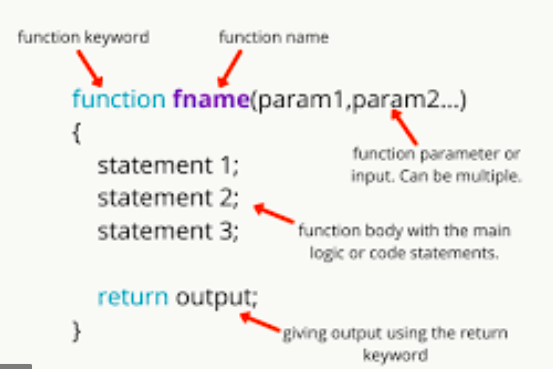 function keyword
function name
function fname(param1,param2...)
{
function parameter or
input. Can be multiple.
statement 1;
statement 2;
statement 3;
function body with the main
logic or code statements.
return output;
}
giving output using the return
keyword